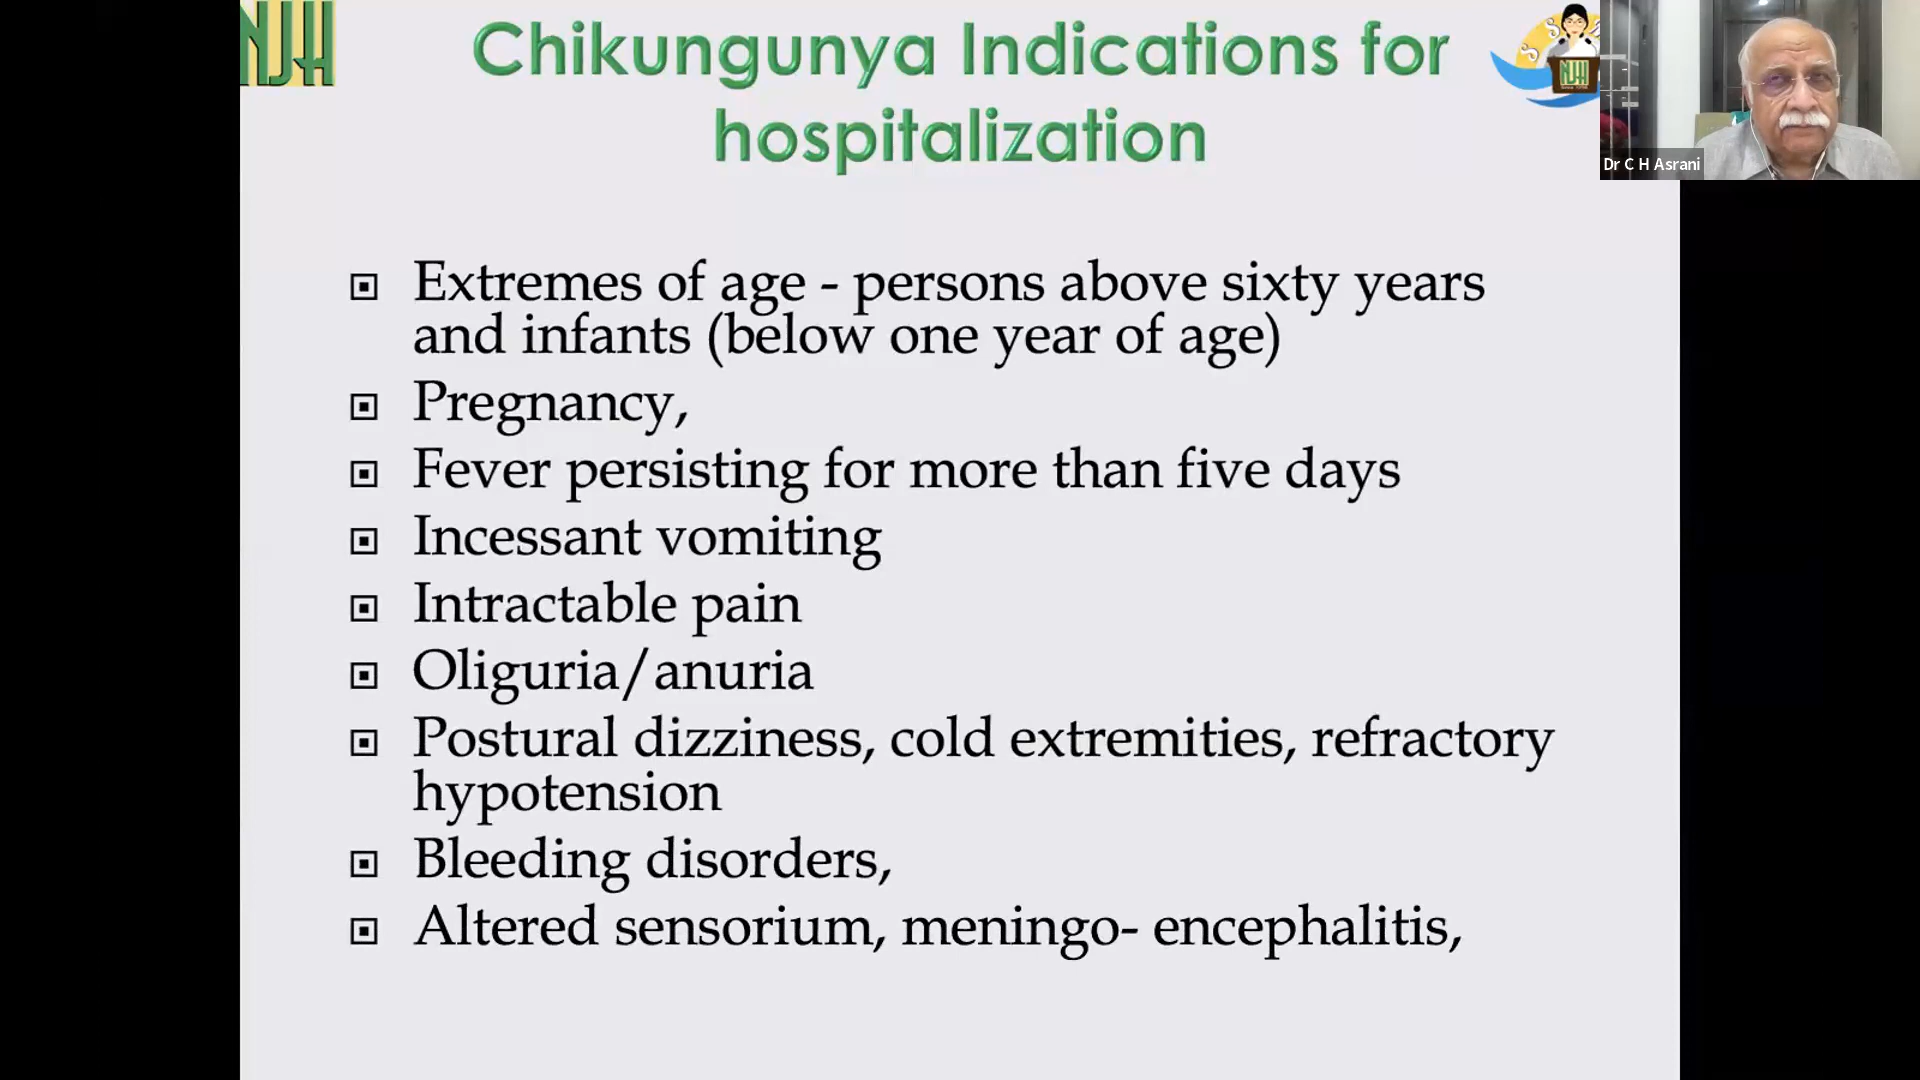 NJH
Chikungunya Indications for
hospitalization
NJH
Dr C H Asrani
Extremes of age - persons above sixty years
and infants (below one year of age)
Pregnancy,
Fever persisting for more than five days
Incessant vomiting
Intractable pain
Oliguria/anuria
Postural dizziness, cold extremities, refractory
hypotension
Bleeding disorders,
Altered sensorium, meningo- encephalitis,